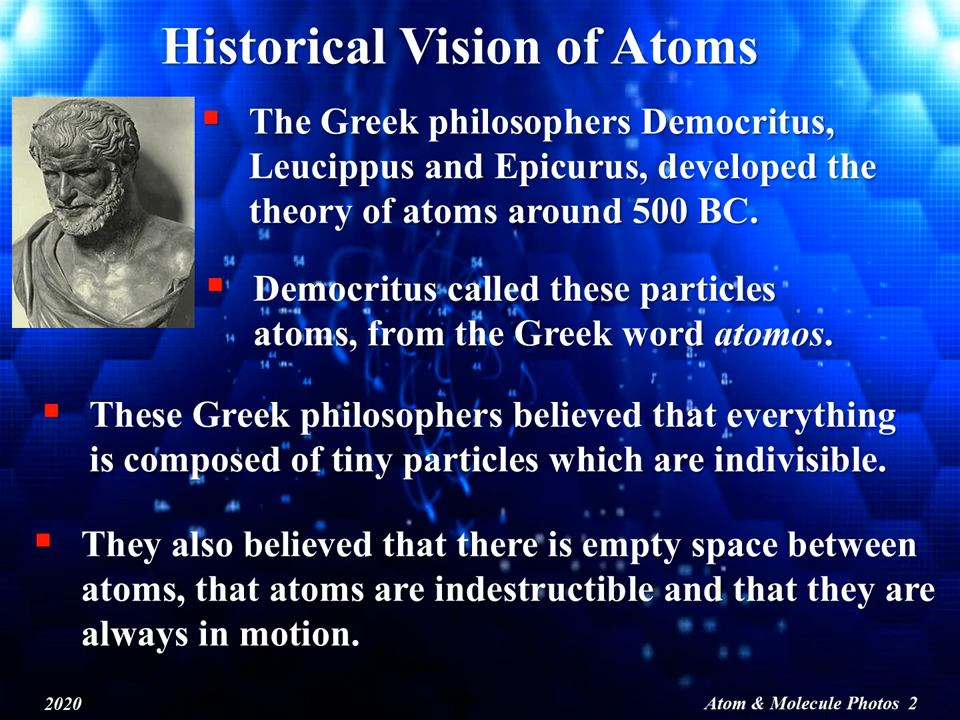 Historical Vision of Atoms
The Greek philosophers Democritus,
Leucippus and Epicurus, developed the
theory of atoms around 500 BC.
Democritus called these particles
atoms, from the Greek word atomos.
These Greek philosophers believed that everything
is composed of tiny particles which are indivisible.
They also believed that there is empty space between
atoms, that atoms are indestructible and that they are
always in motion.
2020
Atom & Molecule Photos 2